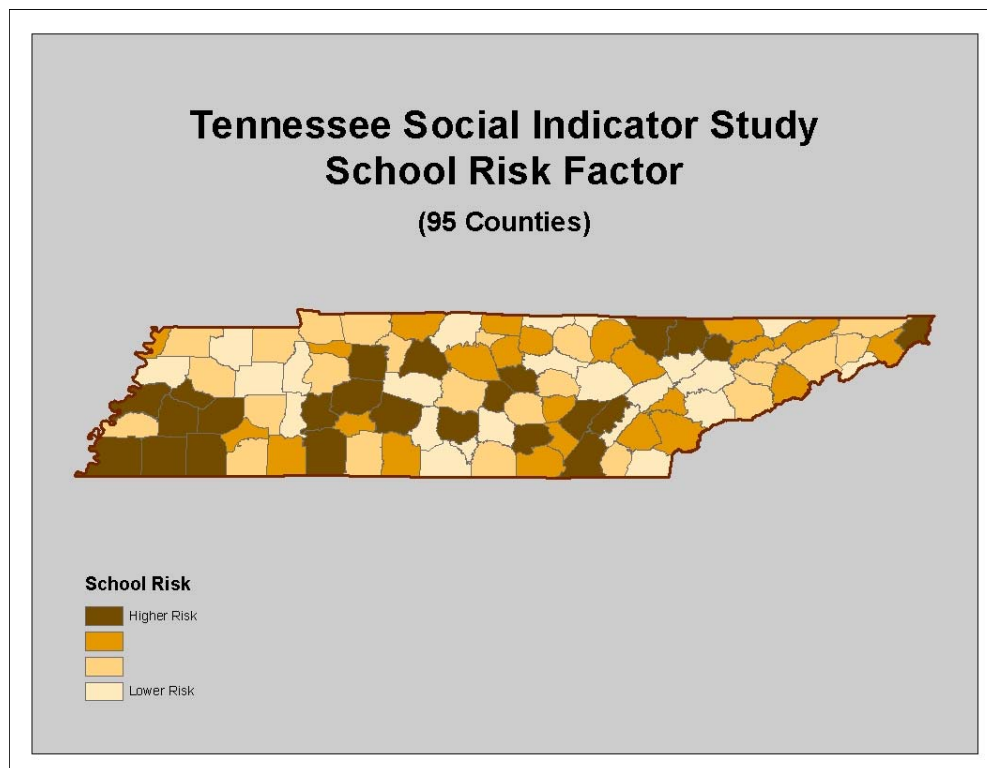 Tennessee Social Indicator Study
School Risk Factor
(95 Counties)
School Risk
Higher Risk
Lower Risk